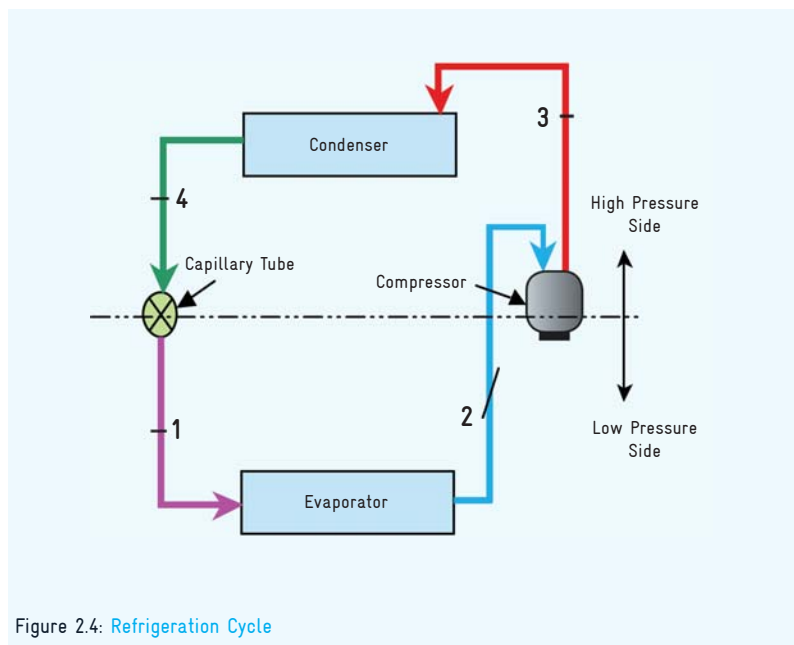 Condenser
3
4
High Pressure
Side
Capillary Tube
Compressor
1
2
Low Pressure
Side
Evaporator
Figure 2.4: Refrigeration Cycle